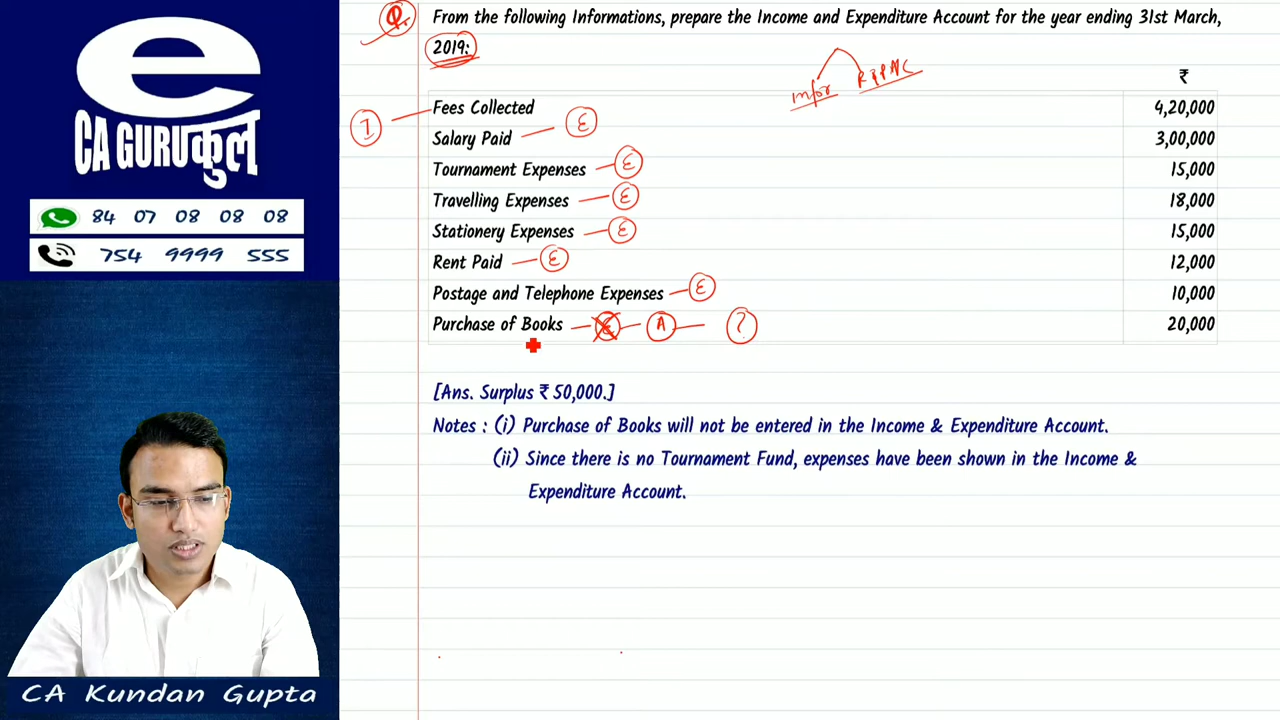 e
CA GURUकुल
84 07 08 08 08
754 9999 555
CA Kundan Gupta
Q. From the following Informations, prepare the Income and Expenditure Account for the year ending 31st March,
2019:
Infor R & P A/C
₹
I Fees Collected 4,20,000
Salary Paid E 3,00,000
Tournament Expenses E 15,000
Travelling Expenses E 18,000
Stationery Expenses E 15,000
Rent Paid E 12,000
Postage and Telephone Expenses E 10,000
Purchase of Books E A ? 20,000
[Ans. Surplus ₹ 50,000.]
Notes : (i) Purchase of Books will not be entered in the Income & Expenditure Account.
(ii) Since there is no Tournament Fund, expenses have been shown in the Income &
Expenditure Account.